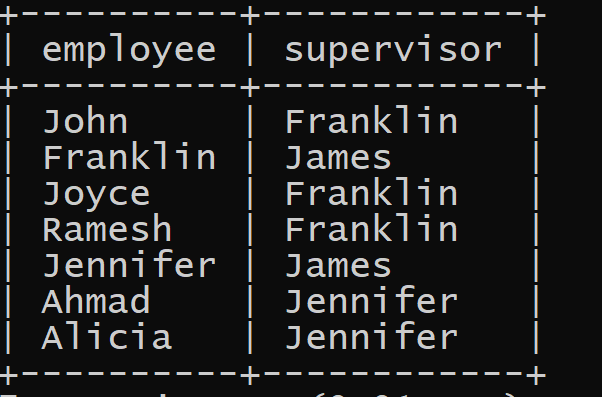 +----------+------------+
| employee | supervisor |
+----------+------------+
| John     | Franklin   |
| Franklin | James      |
| Joyce    | Franklin   |
| Ramesh   | Franklin   |
| Jennifer | James      |
| Ahmad    | Jennifer   |
| Alicia   | Jennifer   |
+----------+------------+